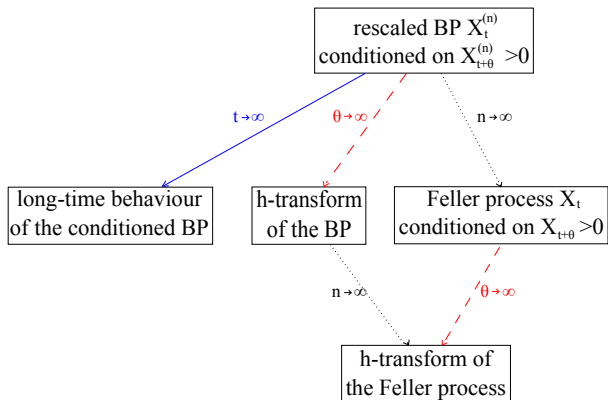 rescaled BP X_t^(n)
conditioned on X_{t+θ}^(n) >0
t→∞
θ→∞
n→∞
long-time behaviour
of the conditioned BP
h-transform
of the BP
Feller process X_t
conditioned on X_{t+θ} >0
n→∞
θ→∞
h-transform of
the Feller process